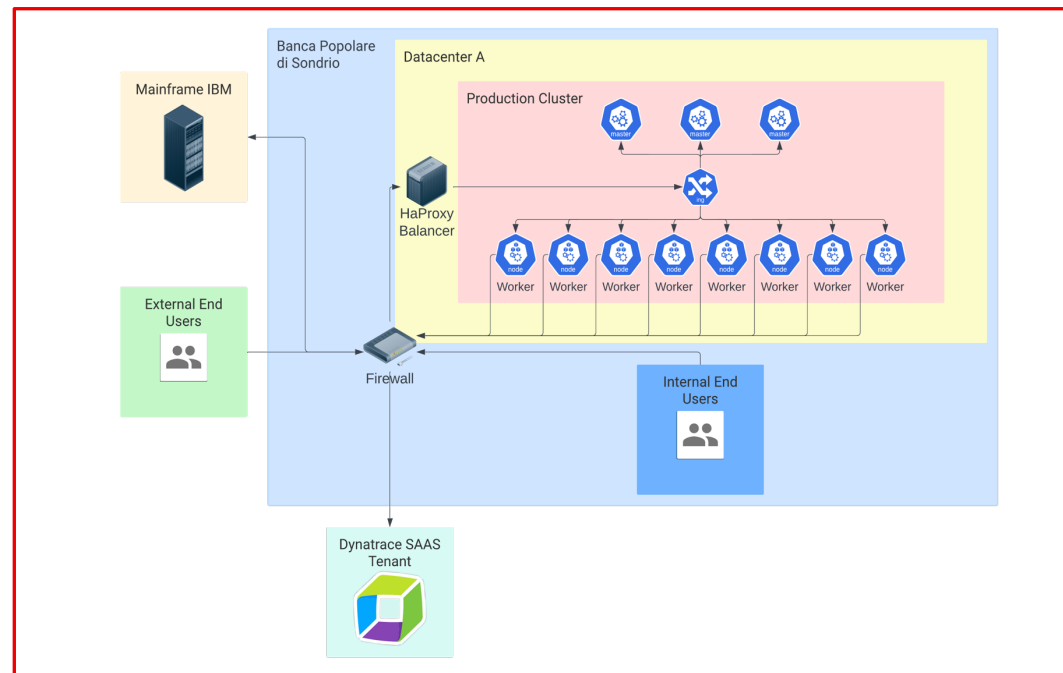 Banca Popolare
di Sondrio
Datacenter A
Mainframe IBM
Production Cluster
master
master
master
HaProxy
Balancer
ing
node
node
node
node
node
node
node
node
Worker
Worker
Worker
Worker
Worker
Worker
Worker
Worker
External End
Users
Firewall
Internal End
Users
Dynatrace SAAS
Tenant